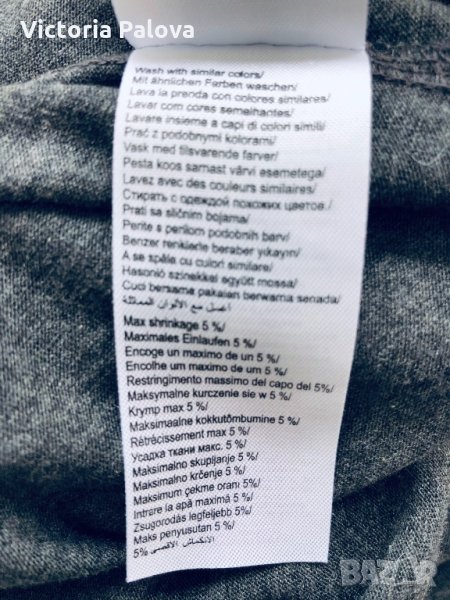 Victoria Palova
Wash with similar colors/
Mit ähnlichen Farben waschen/
Lava la prenda con colores similares/
Lavar com cores semelhantes/
Lavare insieme a capi di colori simili/
Prać z podobnymi kolorami/
Vask med tilsvarende farver/
Pesta koos samast värvi esemetega/
Lavez avec des couleurs similaires/
Стирать с одеждой похожих цветов /
Prati sa sličnim bojama/
Perite s perilom podobnih barv/
Benzer renklerle beraber yıkayın/
A se spăla cu culori similare/
Hasonló színekkel együtt mossa/
Cuci bersama pakaian berwarna senada/
اغسل مع الألوان المماثلة/
Max shrinkage 5 %/
Maximales Einlaufen 5 %/
Encoge un maximo de un 5 %/
Encolhe um maximo de um 5 %/
Restringimento massimo del capo del 5%/
Maksymalne kurczenie sie w 5 %/
Krymp max 5 %/
Maksimaalne kokkutõmbumine 5 %/
Rétrécissement max 5 %/
Усадка ткани макс. 5 %/
Maksimalno skupljanje 5 %/
Maksimalno krčenje 5 %/
Maksimum çekme oranı 5%/
Intrare la apă maximă 5 %/
Zsugorodás legfeljebb 5%/
Maks penyusutan 5 %/
الانكماش الأقصى 5%
BAZAR